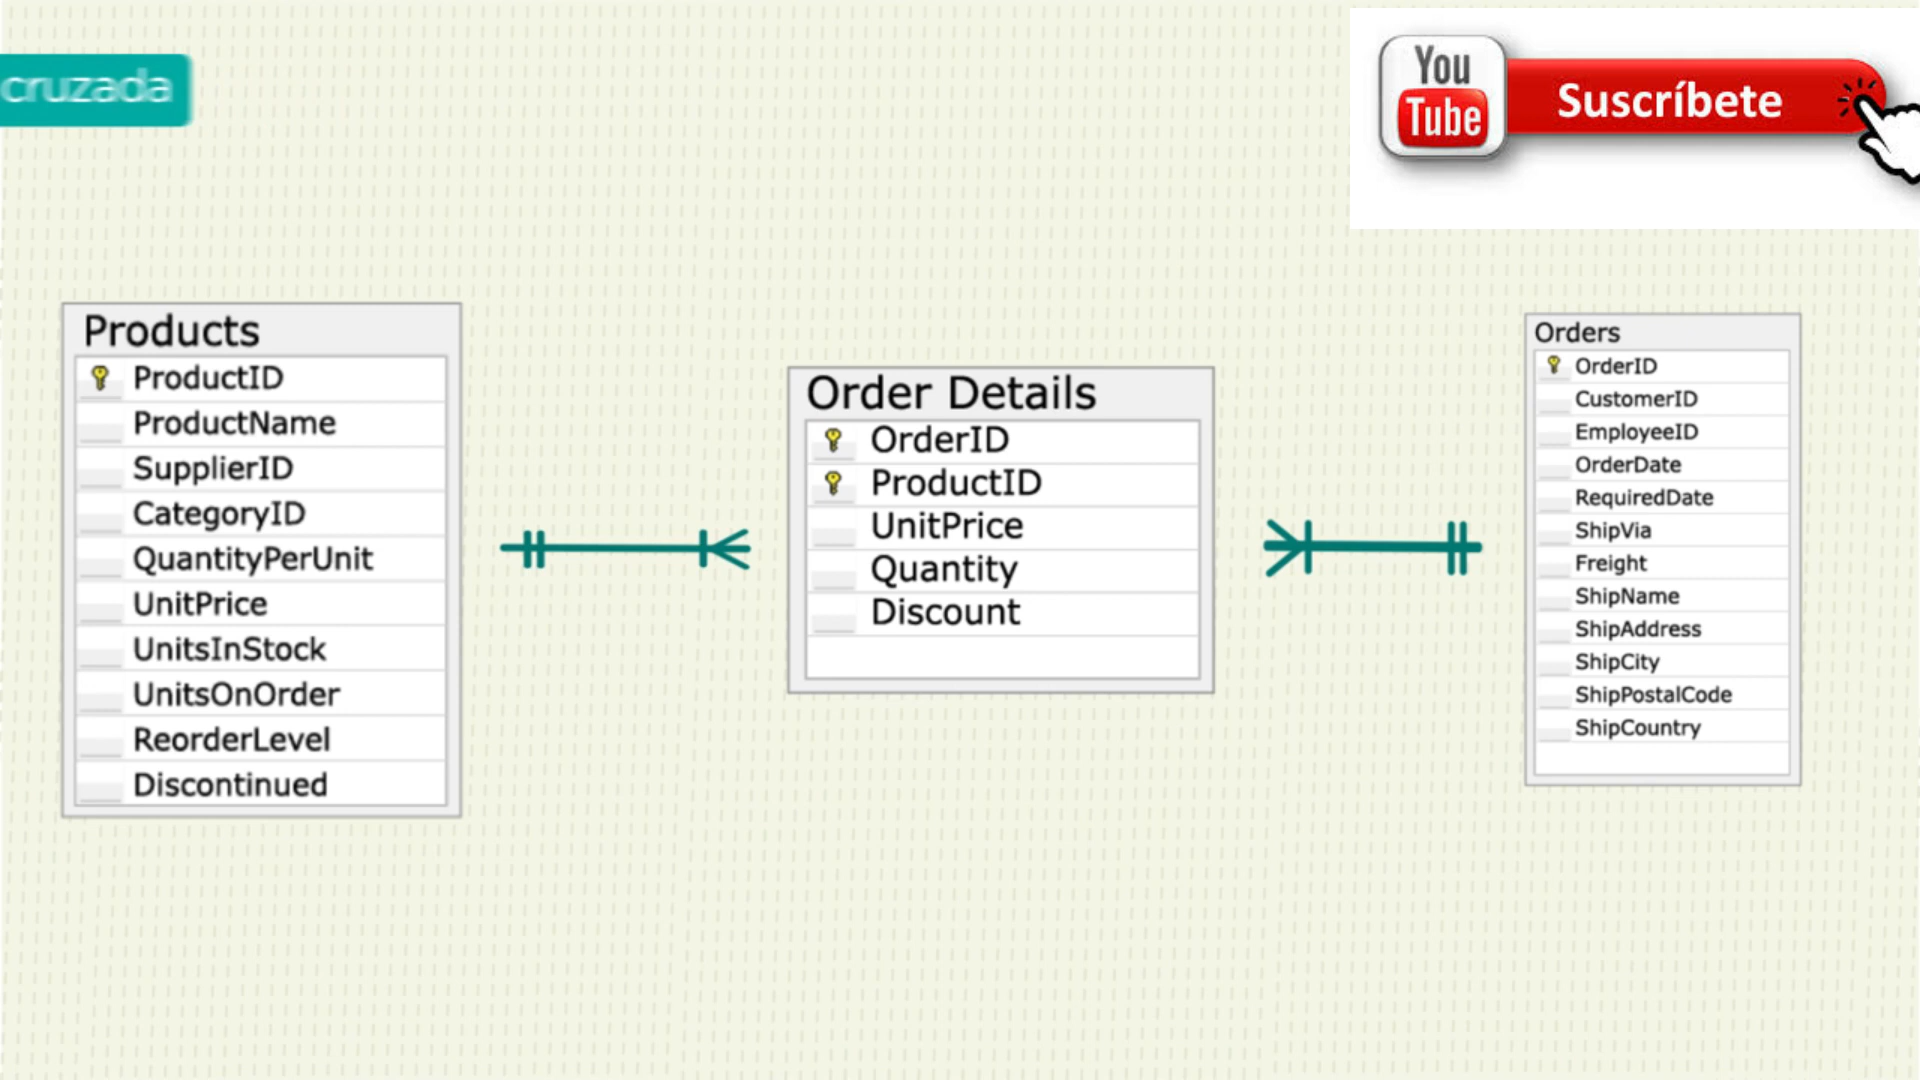 cruzada
You
Tube
Suscríbete
Products
ProductID
ProductName
SupplierID
CategoryID
QuantityPerUnit
UnitPrice
UnitsInStock
UnitsOnOrder
ReorderLevel
Discontinued
Order Details
OrderID
ProductID
UnitPrice
Quantity
Discount
Orders
OrderID
CustomerID
EmployeeID
OrderDate
RequiredDate
ShipVia
Freight
ShipName
ShipAddress
ShipCity
ShipPostalCode
ShipCountry